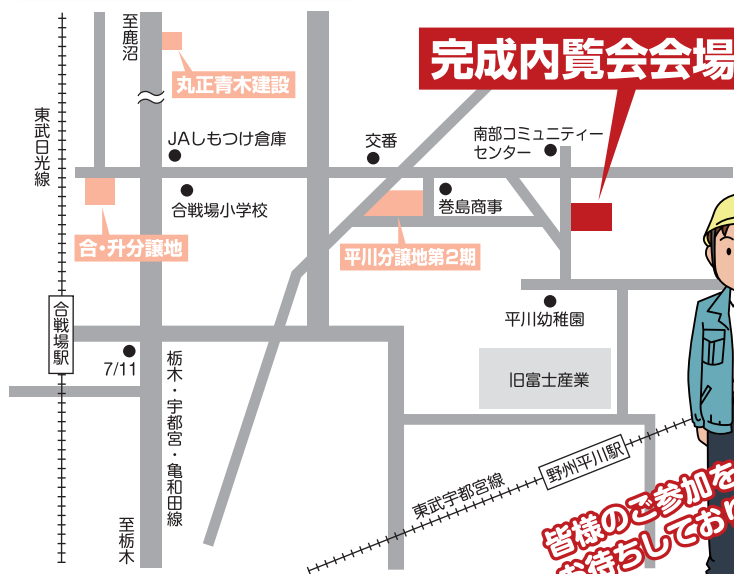 至鹿沼
丸正青木建設
完成内覧会会場
東武日光線
JAしもつけ倉庫
交番
南部コミュニティー
センター
合戦場小学校
巻島商事
合・升分譲地
平川分譲地第2期
合戦場駅
7/11
平川幼稚園
旧富士産業
栃木・宇都宮・亀和田線
野州平川駅
東武宇都宮線
至栃木
皆様のご参加を
お待ちしており